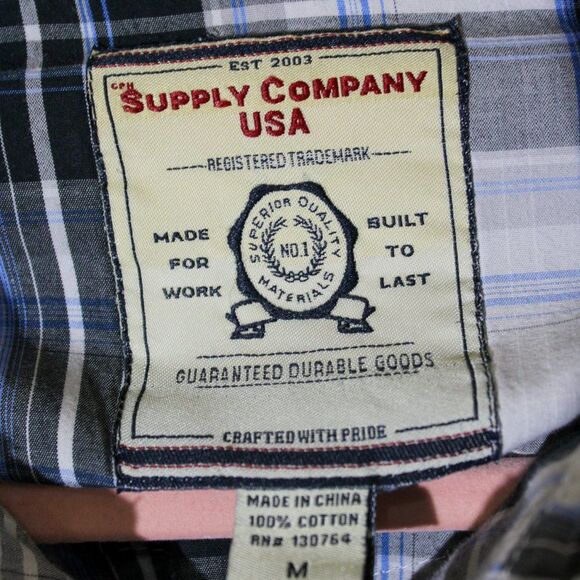 EST 2003
CPH
SUPPLY COMPANY
USA
REGISTERED TRADEMARK
MADE
FOR
WORK
SUPERIOR QUALITY
NO.1
MATERIALS
BUILT
TO
LAST
GUARANTEED DURABLE GOODS
CRAFTED WITH PRIDE
MADE IN CHINA
100% COTTON
RN# 130764
M